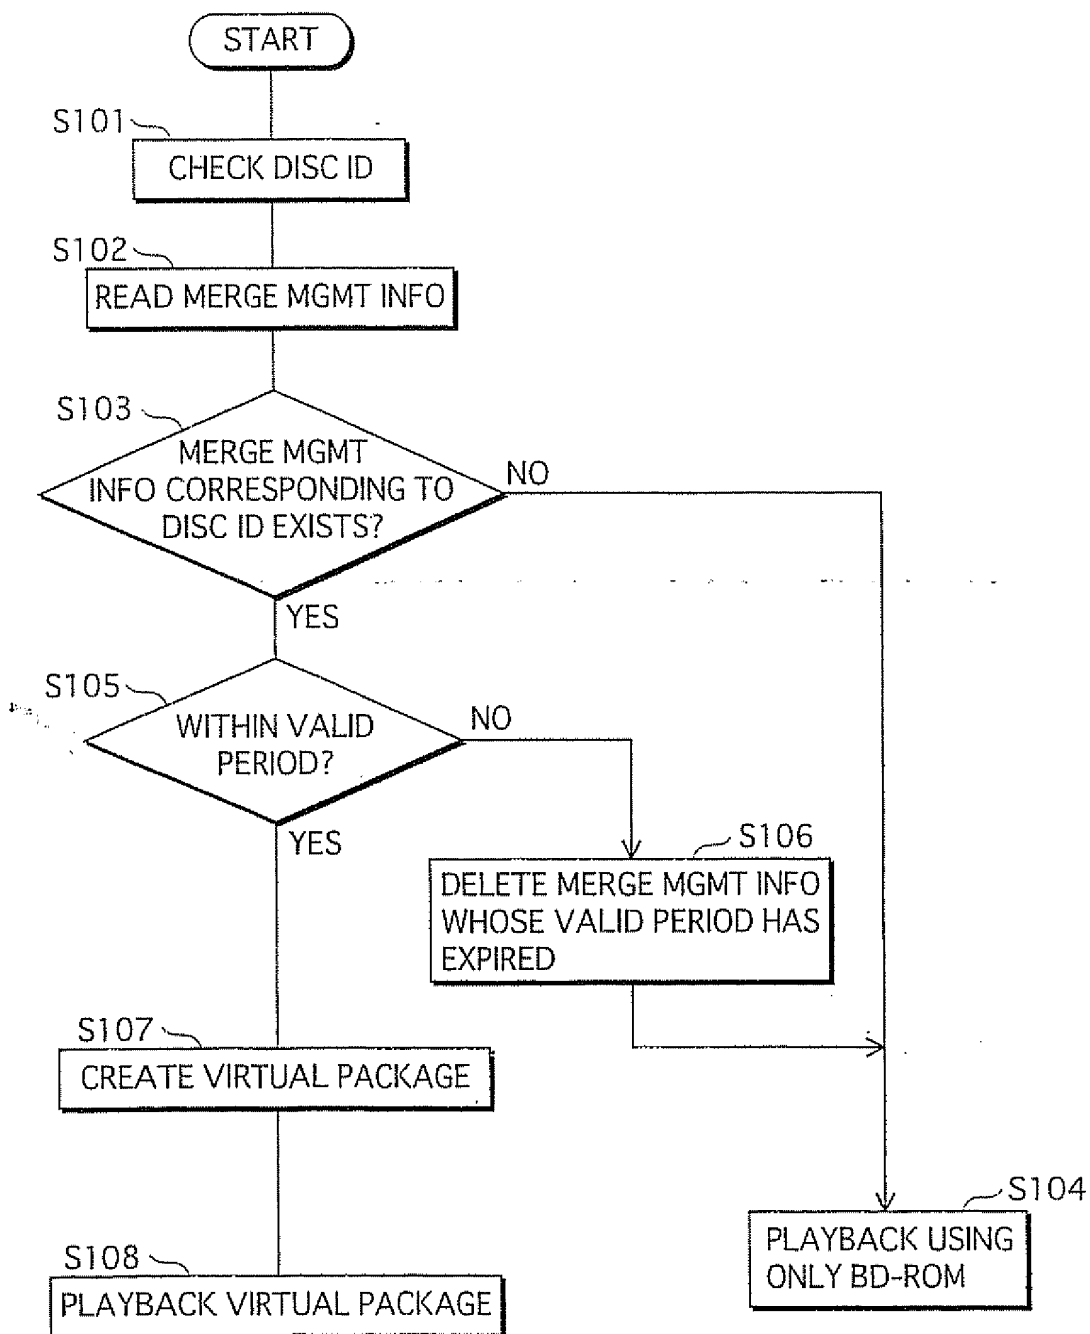 START
S101
CHECK DISC ID
S102
READ MERGE MGMT INFO
S103
MERGE MGMT
INFO CORRESPONDING TO
DISC ID EXISTS?
NO
YES
S105
WITHIN VALID
PERIOD?
NO
YES
S106
DELETE MERGE MGMT INFO
WHOSE VALID PERIOD HAS
EXPIRED
S107
CREATE VIRTUAL PACKAGE
S104
PLAYBACK USING
ONLY BD-ROM
S108
PLAYBACK VIRTUAL PACKAGE